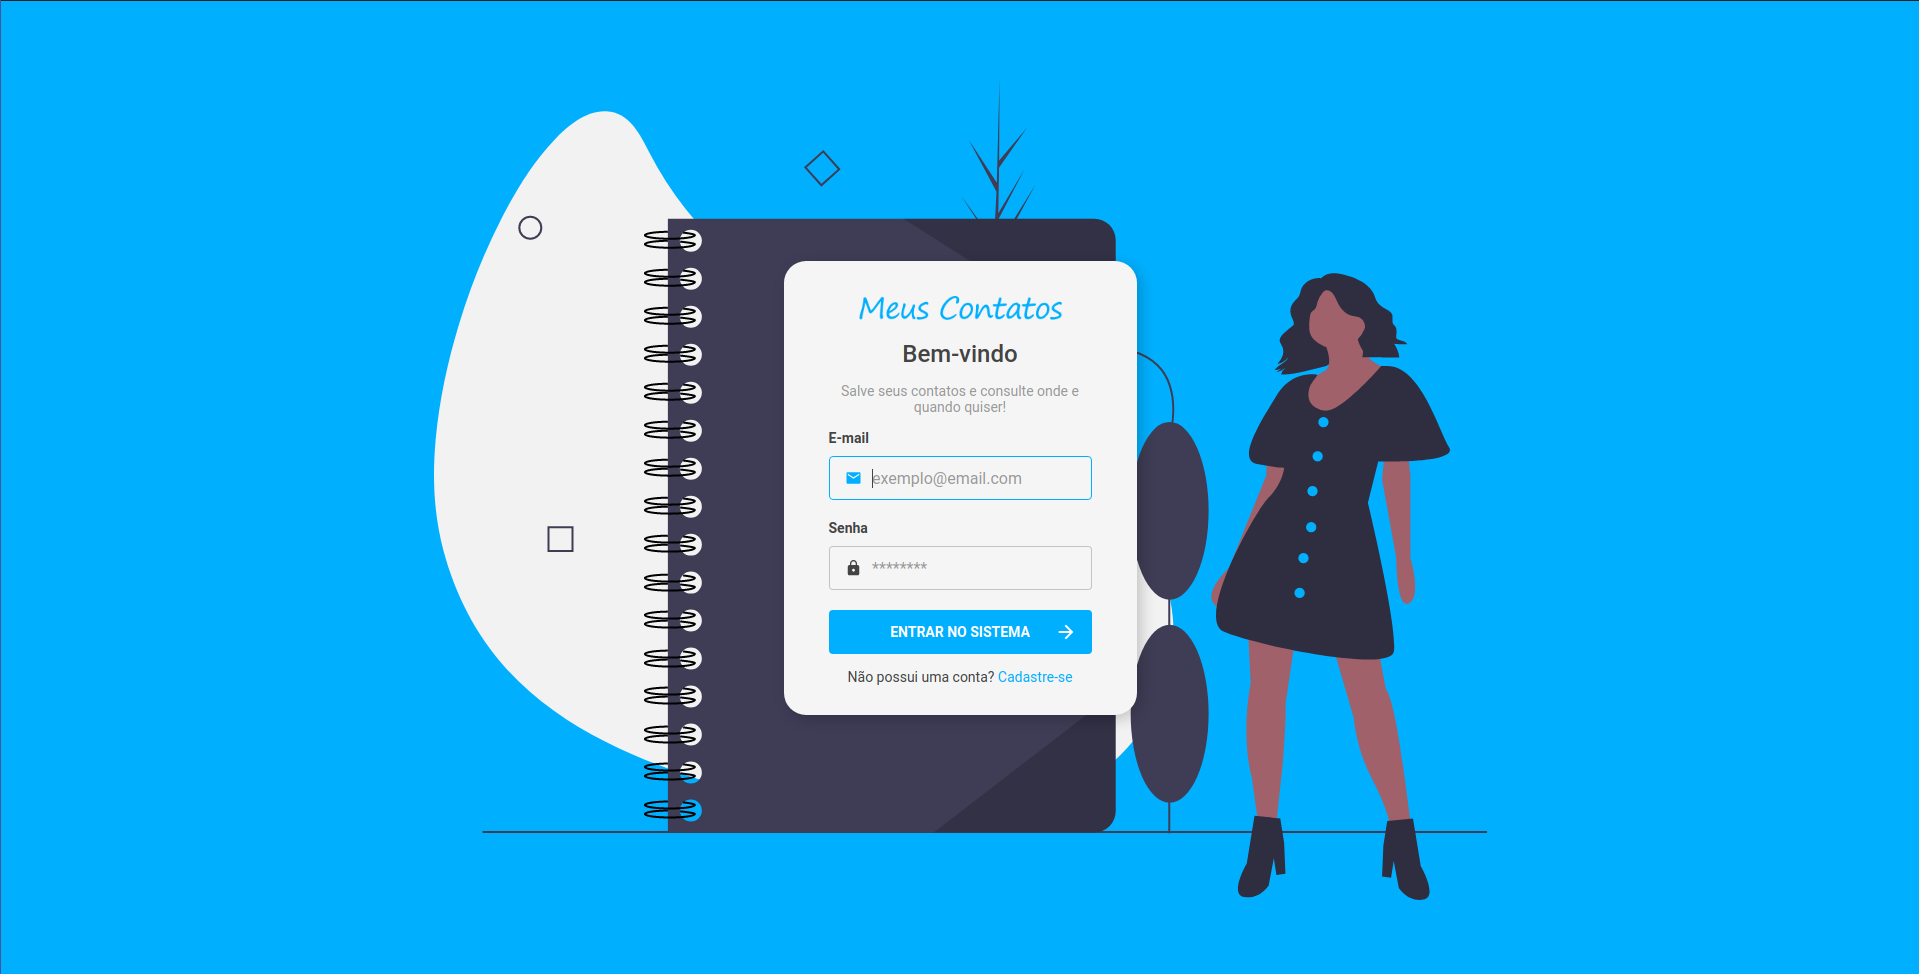 Meus Contatos
Bem-vindo
Salve seus contatos e consulte onde e
quando quiser!
E-mail
exemplo@email.com
Senha
********
ENTRAR NO SISTEMA
Não possui uma conta? Cadastre-se